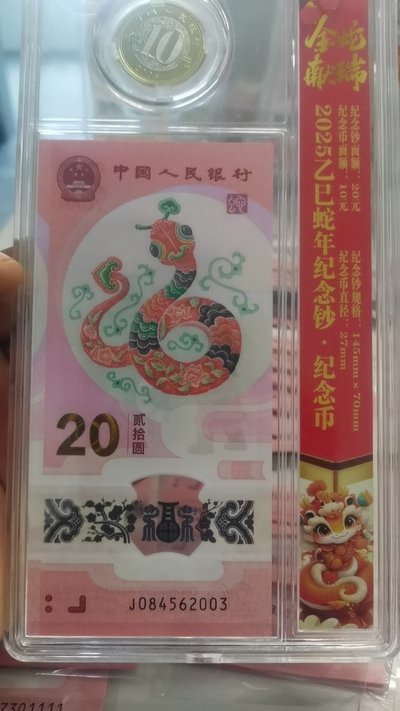 10
中国人民银行
蛇
20
贰拾圆
福
J084562003
金蛇献瑞
2025乙巳蛇年纪念钞·纪念币
纪念钞面额：20元
纪念钞规格：145mm×70mm
纪念币面额：10元
纪念币直径：27mm
Z301111